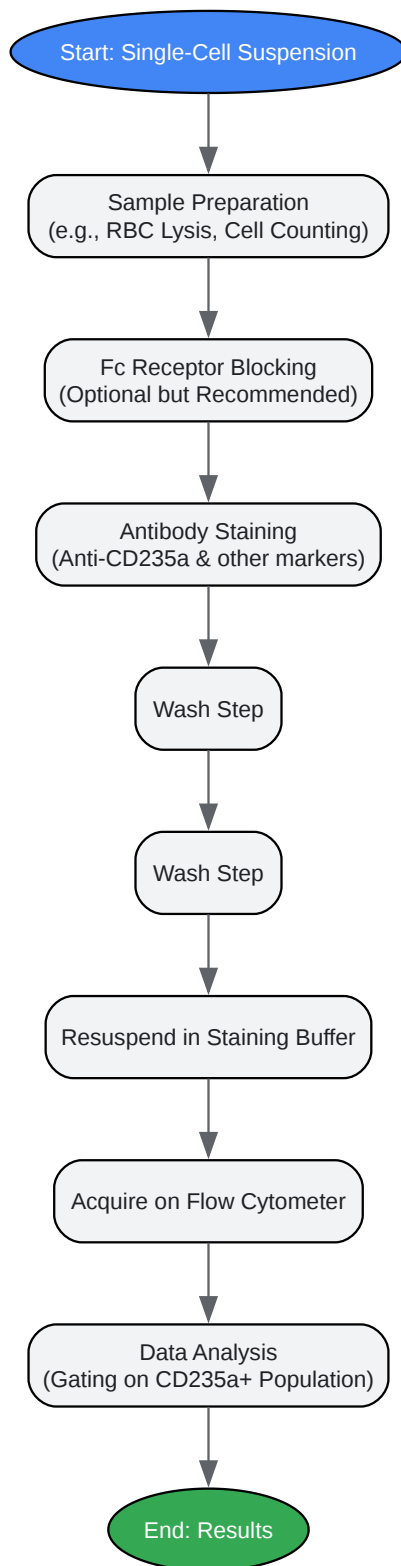 Start: Single-Cell Suspension
Sample Preparation
(e.g., RBC Lysis, Cell Counting)
Fc Receptor Blocking
(Optional but Recommended)
Antibody Staining
(Anti-CD235a & other markers)
Wash Step
Wash Step
Resuspend in Staining Buffer
Acquire on Flow Cytometer
Data Analysis
(Gating on CD235a+ Population)
End: Results